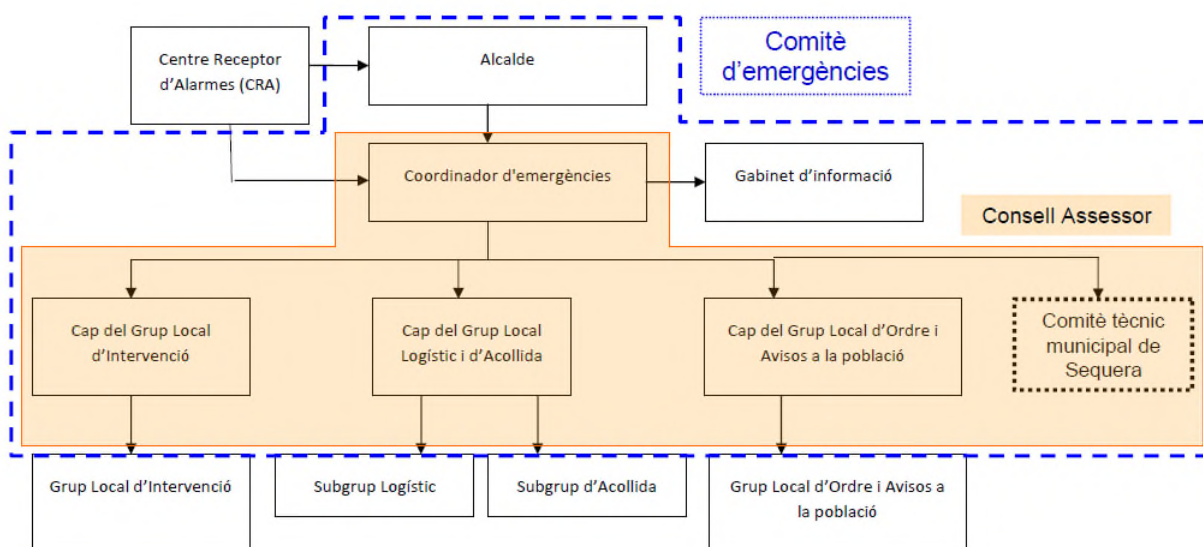 Centre Receptor
d’Alarmes (CRA)
Alcalde
Comitè
d’emergències
Coordinador d'emergències
Gabinet d’informació
Consell Assessor
Cap del Grup Local
d’Intervenció
Cap del Grup Local
Logístic i d’Acollida
Cap del Grup Local d’Ordre i
Avisos a la població
Comitè tècnic
municipal de
Sequera
Grup Local d’Intervenció
Subgrup Logístic
Subgrup d’Acollida
Grup Local d’Ordre i Avisos a
la població